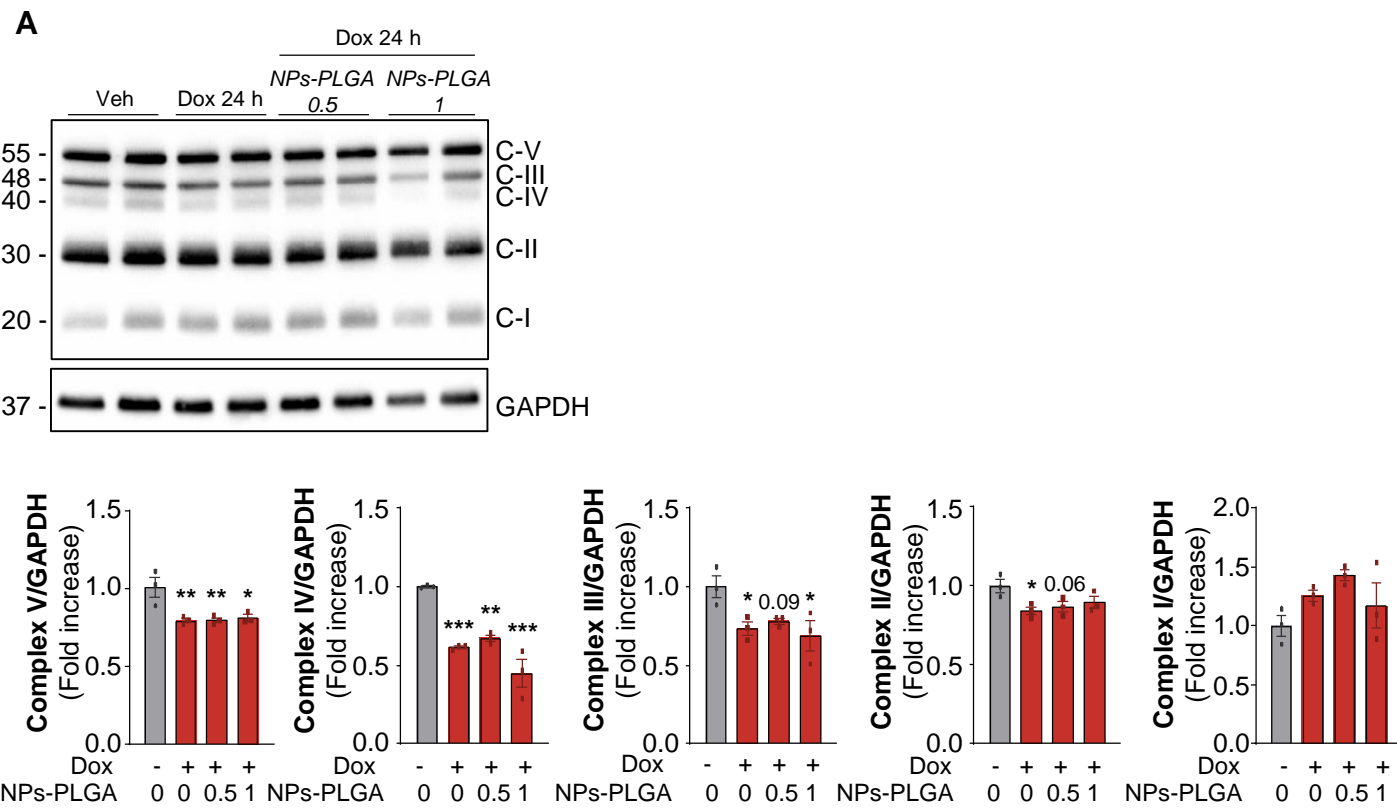 A
Dox 24 h
NPs-PLGA NPs-PLGA
Veh Dox 24 h 0.5 1
55 - C-V
48 - C-III
40 - C-IV
30 - C-II
20 - C-I
37 - GAPDH
Complex V/GAPDH
(Fold increase)
1.5
1.0
0.5
0.0
** ** *
Complex IV/GAPDH
(Fold increase)
1.5
1.0
0.5
0.0
*** ** ***
Complex III/GAPDH
(Fold increase)
1.5
1.0
0.5
0.0
* 0.09 *
Complex II/GAPDH
(Fold increase)
1.5
1.0
0.5
0.0
* 0.06
Complex I/GAPDH
(Fold increase)
2.0
1.5
1.0
0.5
0.0
Dox - + + + Dox - + + + Dox - + + + Dox - + + + Dox - + + +
NPs-PLGA 0 0 0.5 1 NPs-PLGA 0 0 0.5 1 NPs-PLGA 0 0 0.5 1 NPs-PLGA 0 0 0.5 1 NPs-PLGA 0 0 0.5 1